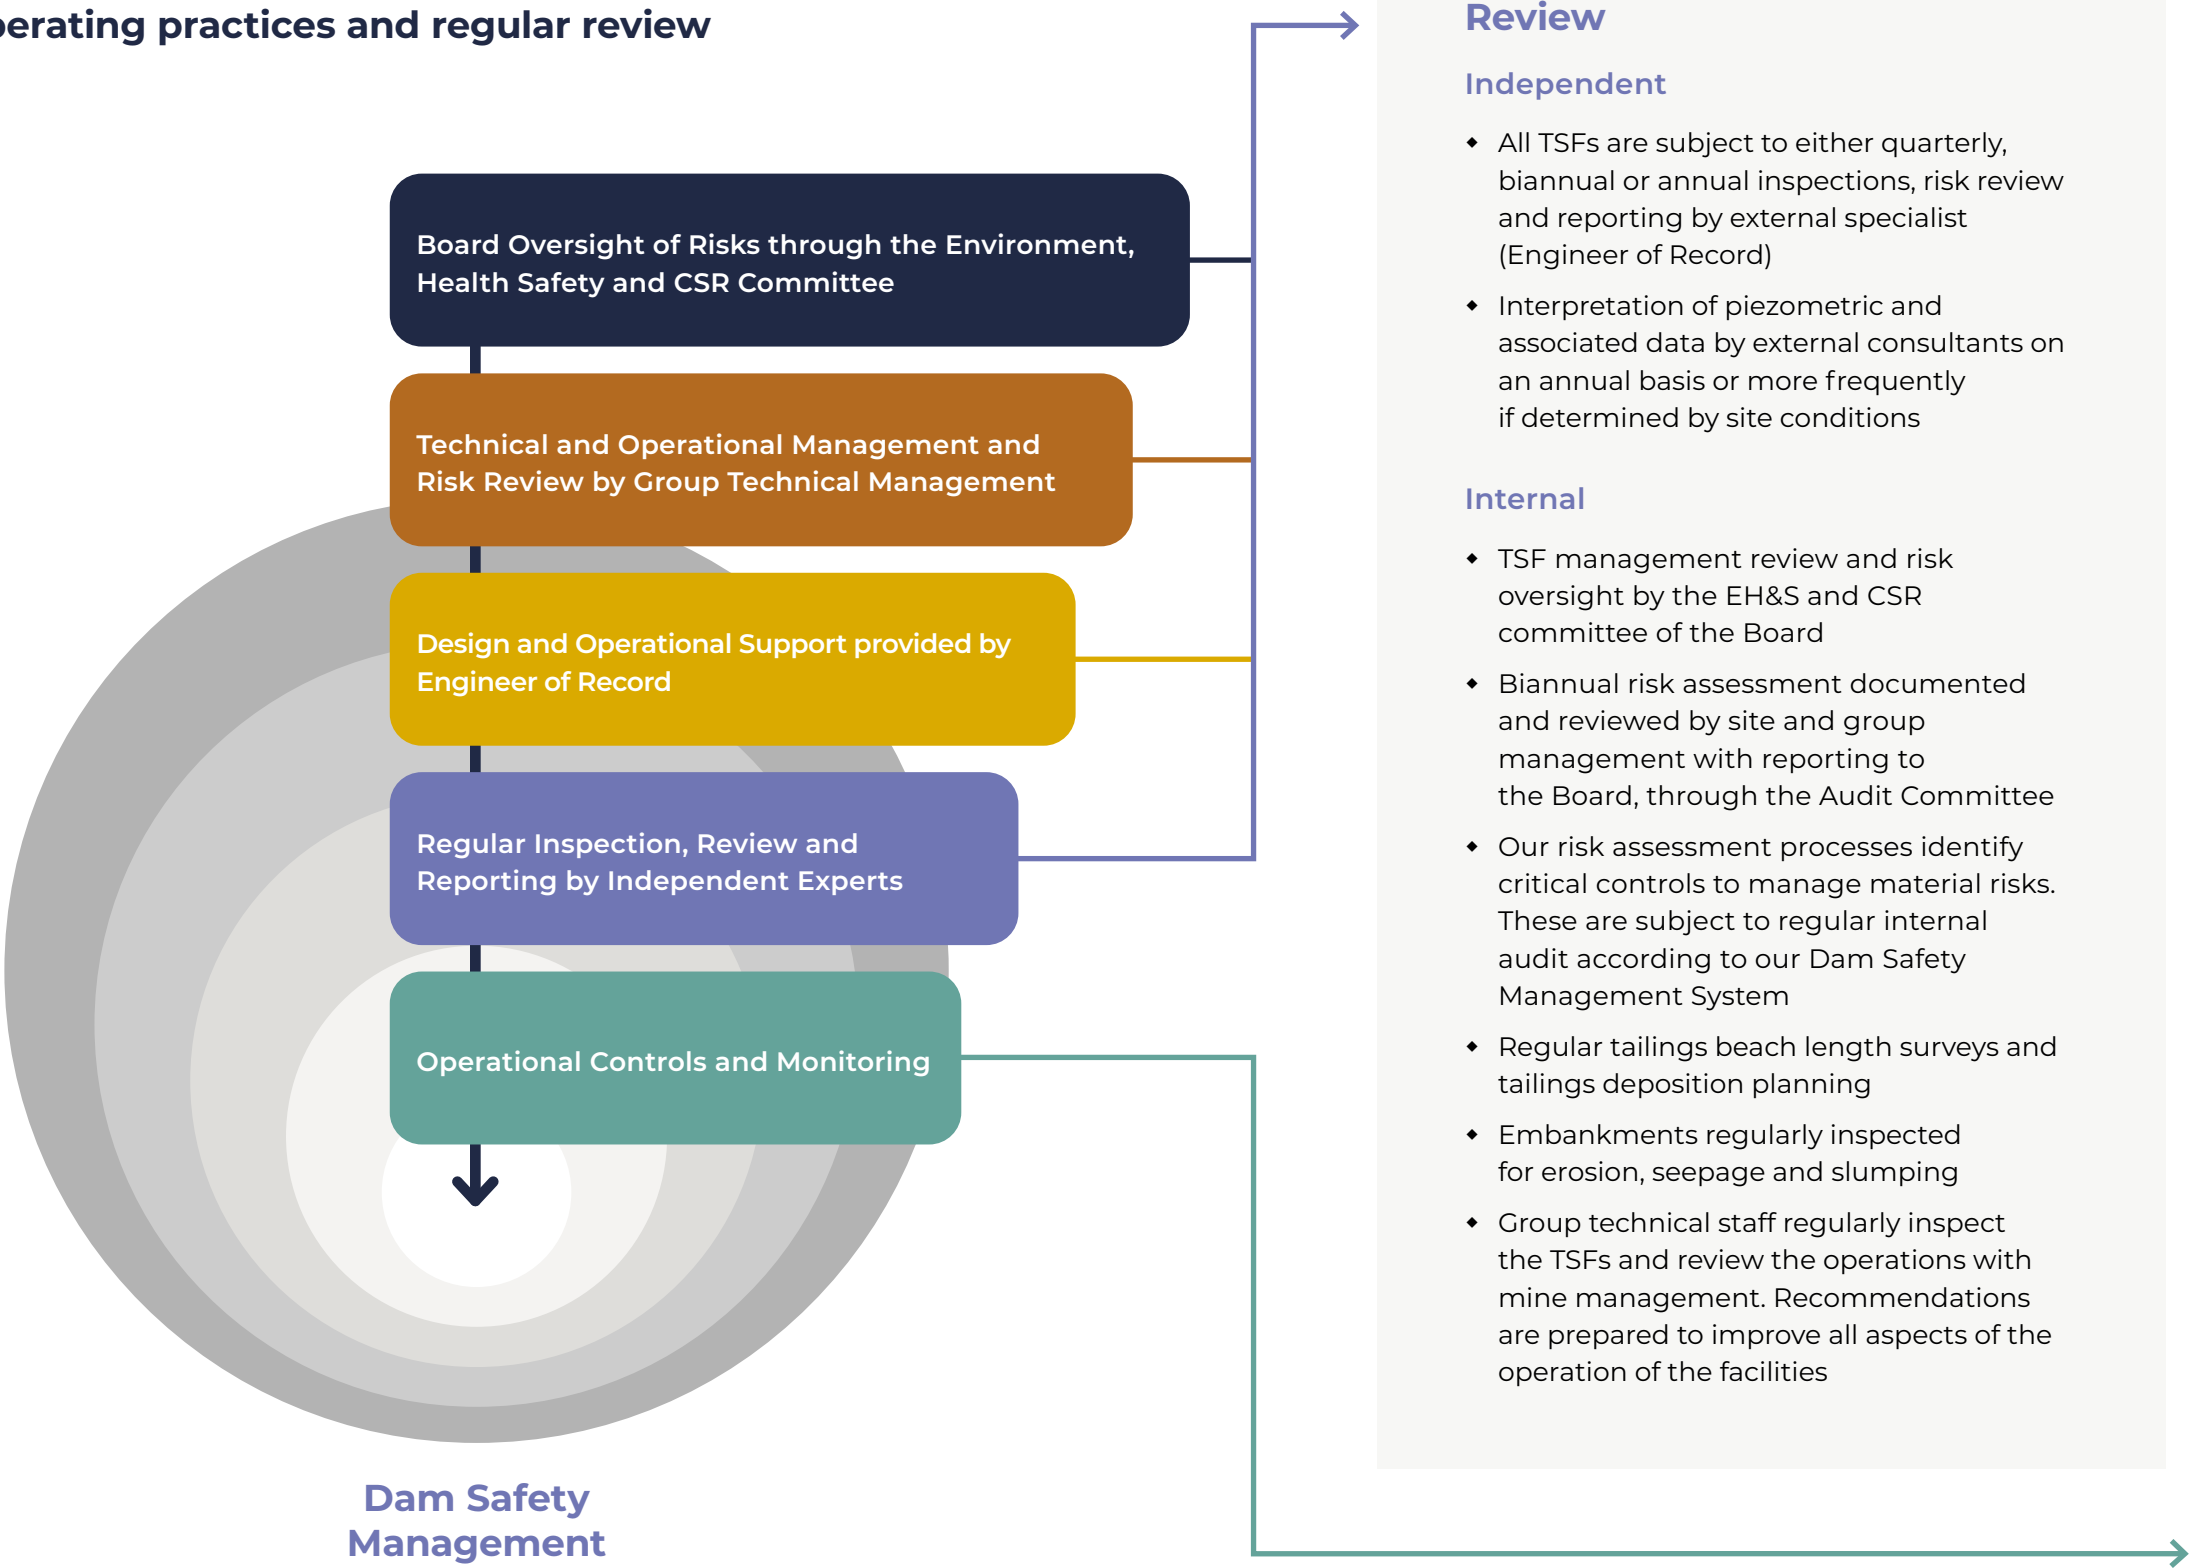 perating practices and regular review
Board Oversight of Risks through the Environment,
Health Safety and CSR Committee
Technical and Operational Management and
Risk Review by Group Technical Management
Design and Operational Support provided by
Engineer of Record
Regular Inspection, Review and
Reporting by Independent Experts
Operational Controls and Monitoring
Dam Safety
Management
Review
Independent
All TSFs are subject to either quarterly,
biannual or annual inspections, risk review
and reporting by external specialist
(Engineer of Record)
Interpretation of piezometric and
associated data by external consultants on
an annual basis or more frequently
if determined by site conditions
Internal
TSF management review and risk
oversight by the EH&S and CSR
committee of the Board
Biannual risk assessment documented
and reviewed by site and group
management with reporting to
the Board, through the Audit Committee
Our risk assessment processes identify
critical controls to manage material risks.
These are subject to regular internal
audit according to our Dam Safety
Management System
Regular tailings beach length surveys and
tailings deposition planning
Embankments regularly inspected
for erosion, seepage and slumping
Group technical staff regularly inspect
the TSFs and review the operations with
mine management. Recommendations
are prepared to improve all aspects of the
operation of the facilities